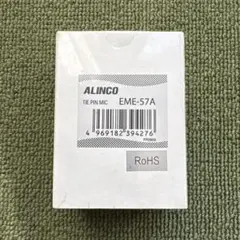 ALINCO
TIE PIN MIC EME-57A
4 969182 394276
RoHS